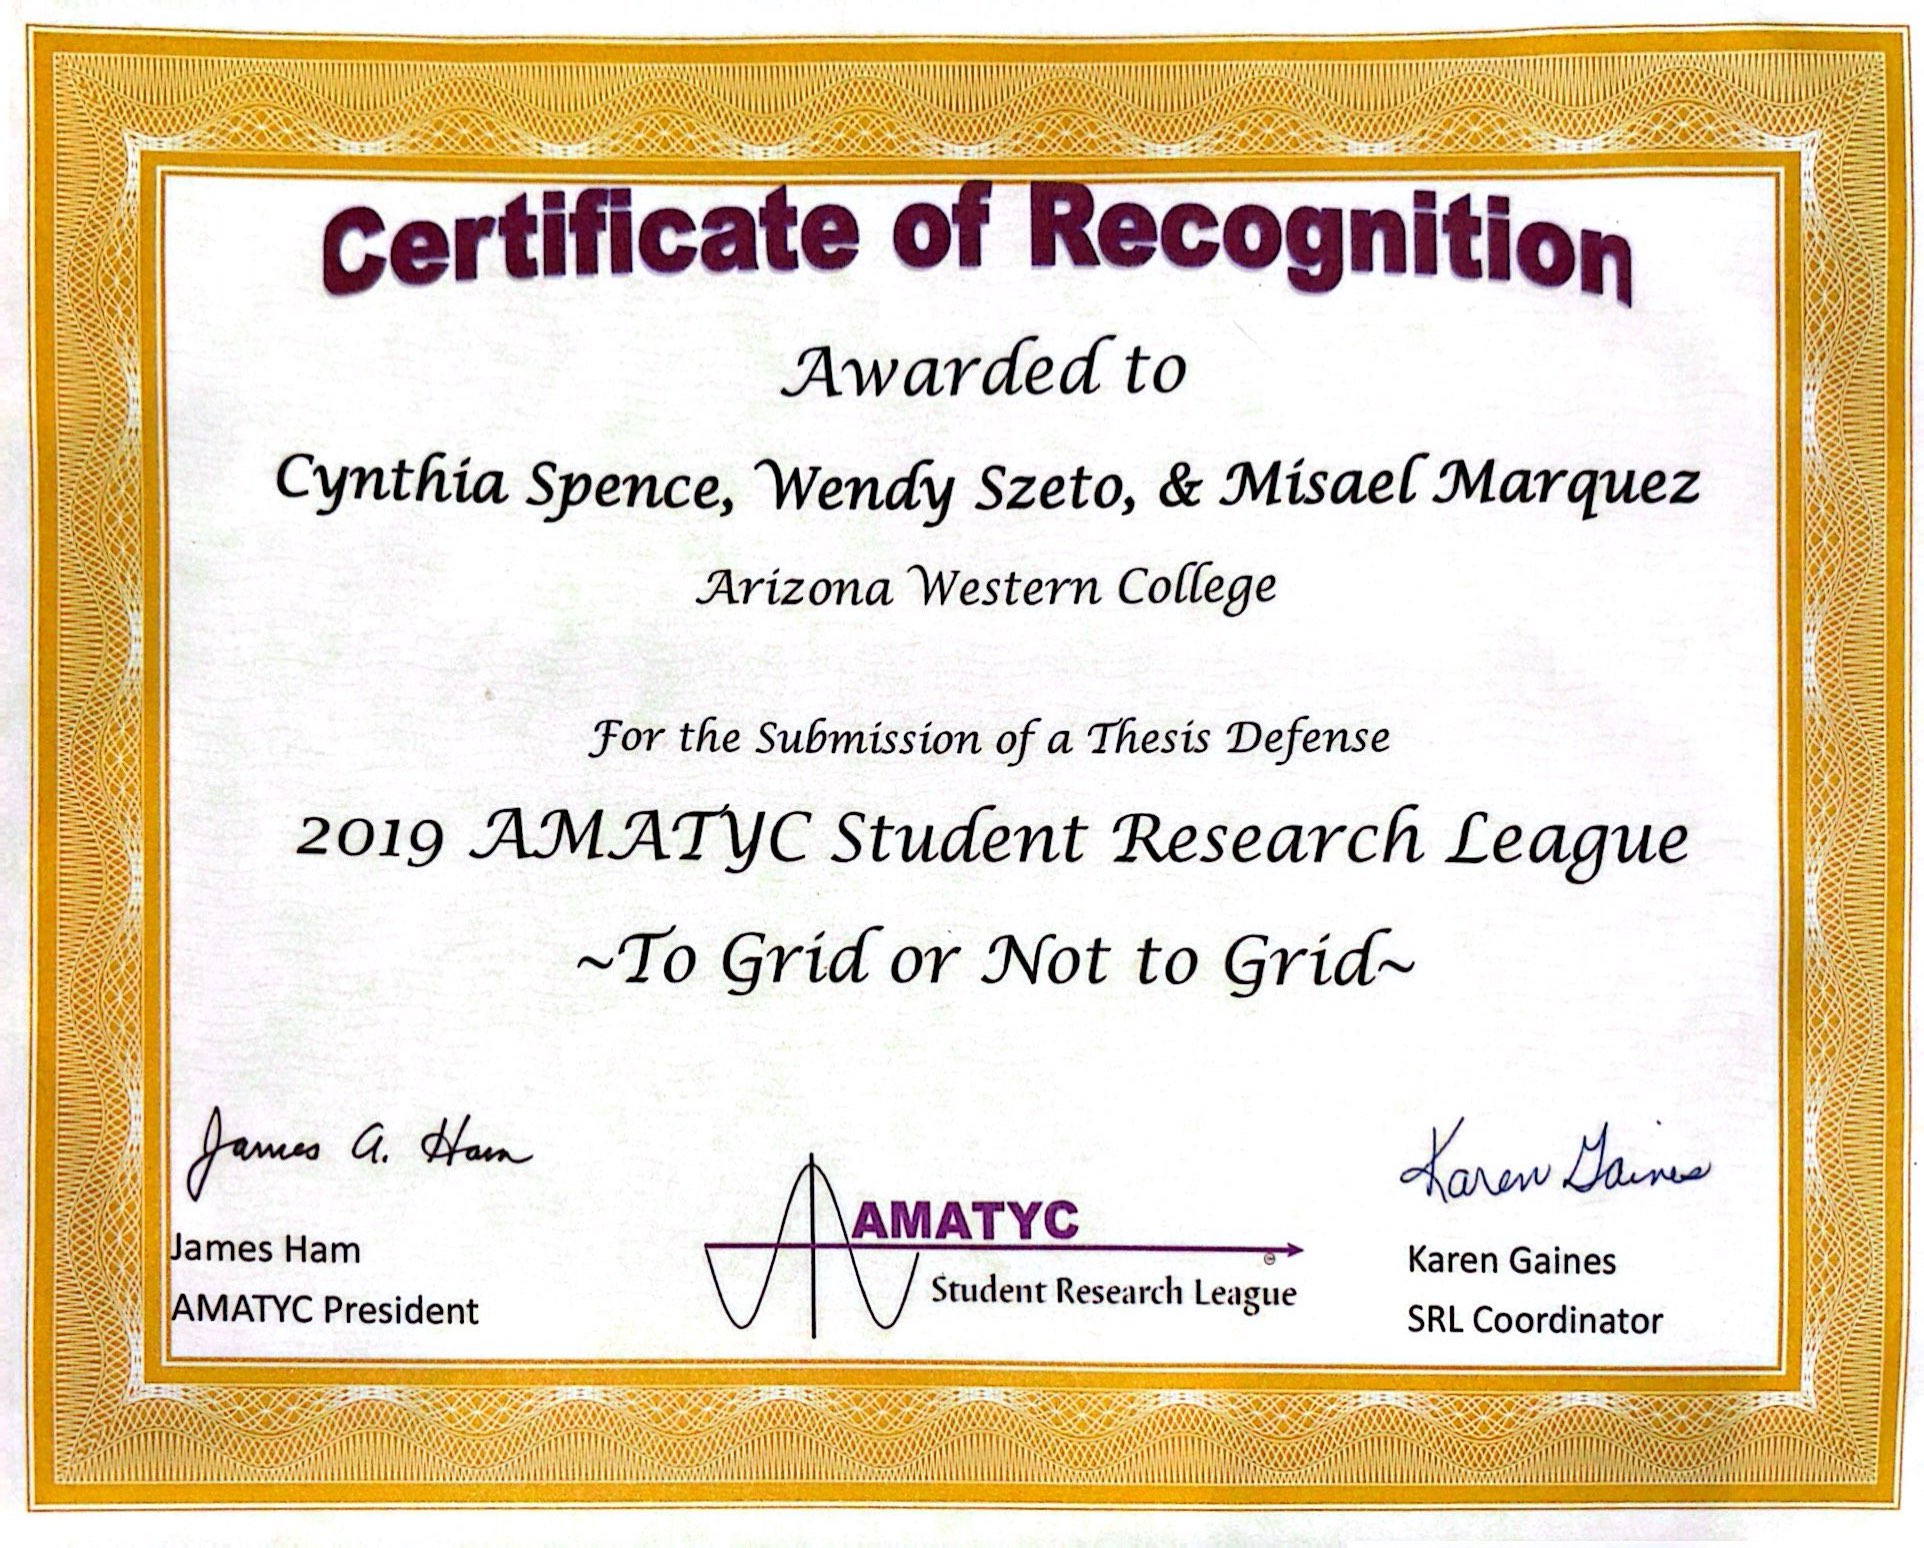 Certificate of Recognition
Awarded to
Cynthia Spence, Wendy Szeto, & Misael Marquez
Arizona Western College
For the Submission of a Thesis Defense
2019 AMATYC Student Research League
~To Grid or Not to Grid~
James A. Ham
Karen Gaines
James Ham
AMATYC President
AMATYC
Student Research League
Karen Gaines
SRL Coordinator